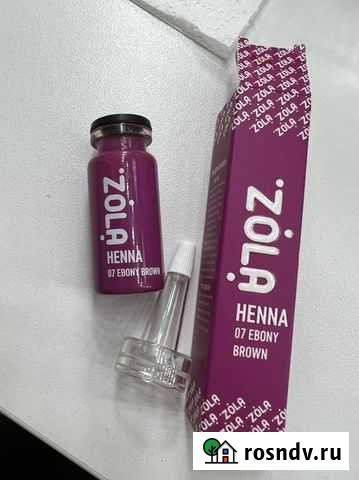 ZOLA
HENNA
07 EBONY BROWN
ZOLA
HENNA
07 EBONY
BROWN
rosndv.ru